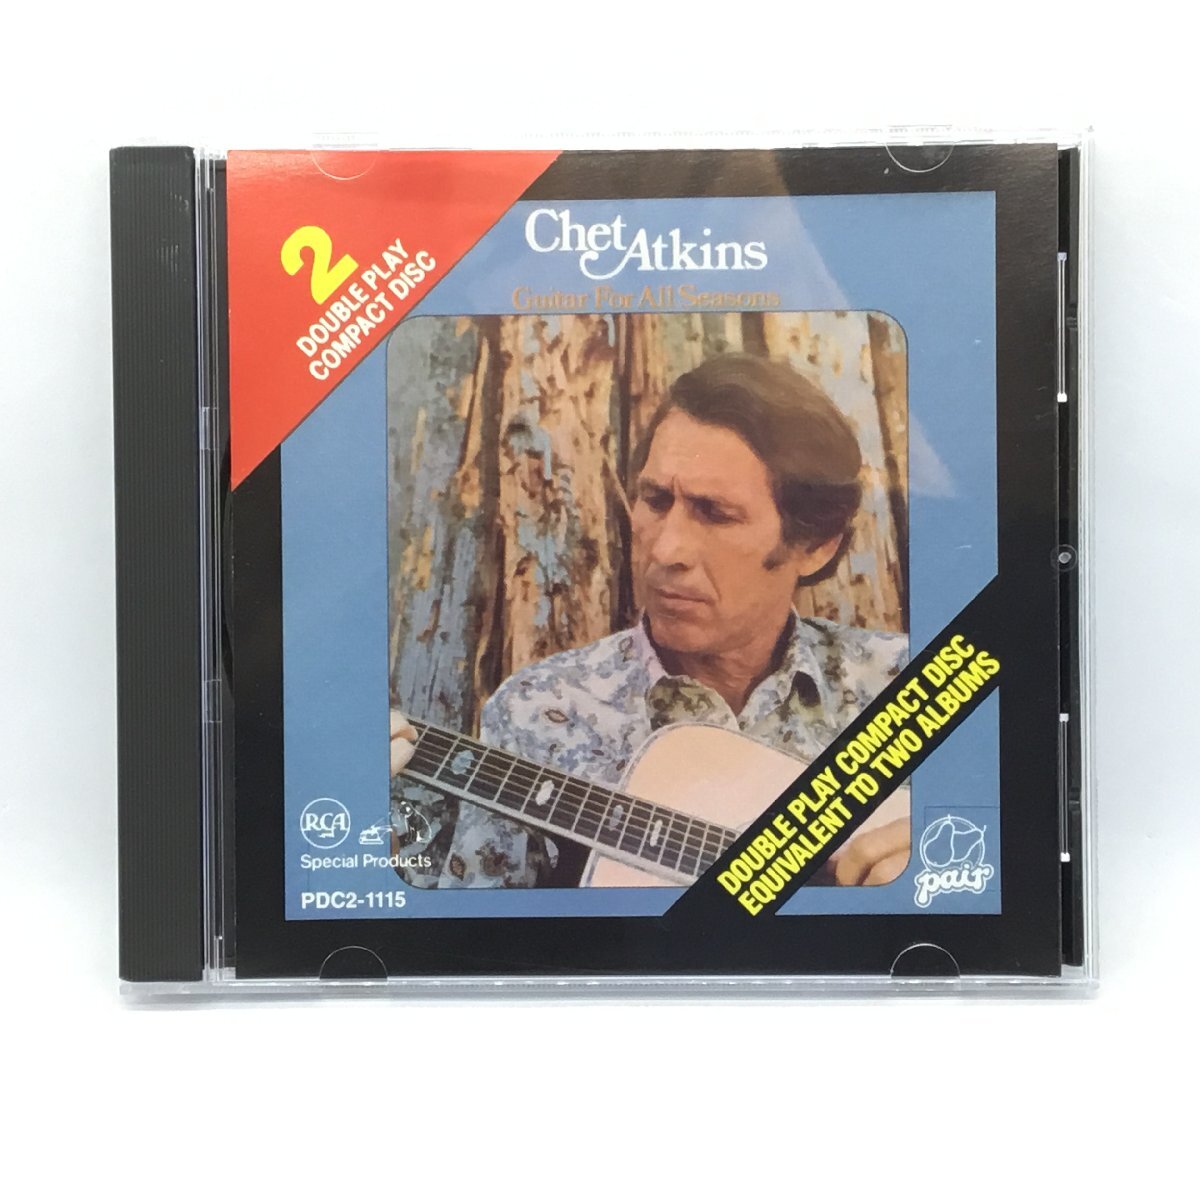 2
DOUBLE PLAY
COMPACT DISC
Chet Atkins
Guitar For All Seasons
DOUBLE PLAY COMPACT DISC
EQUIVALENT TO TWO ALBUMS
RCA
Special Products
PDC2-1115
pair